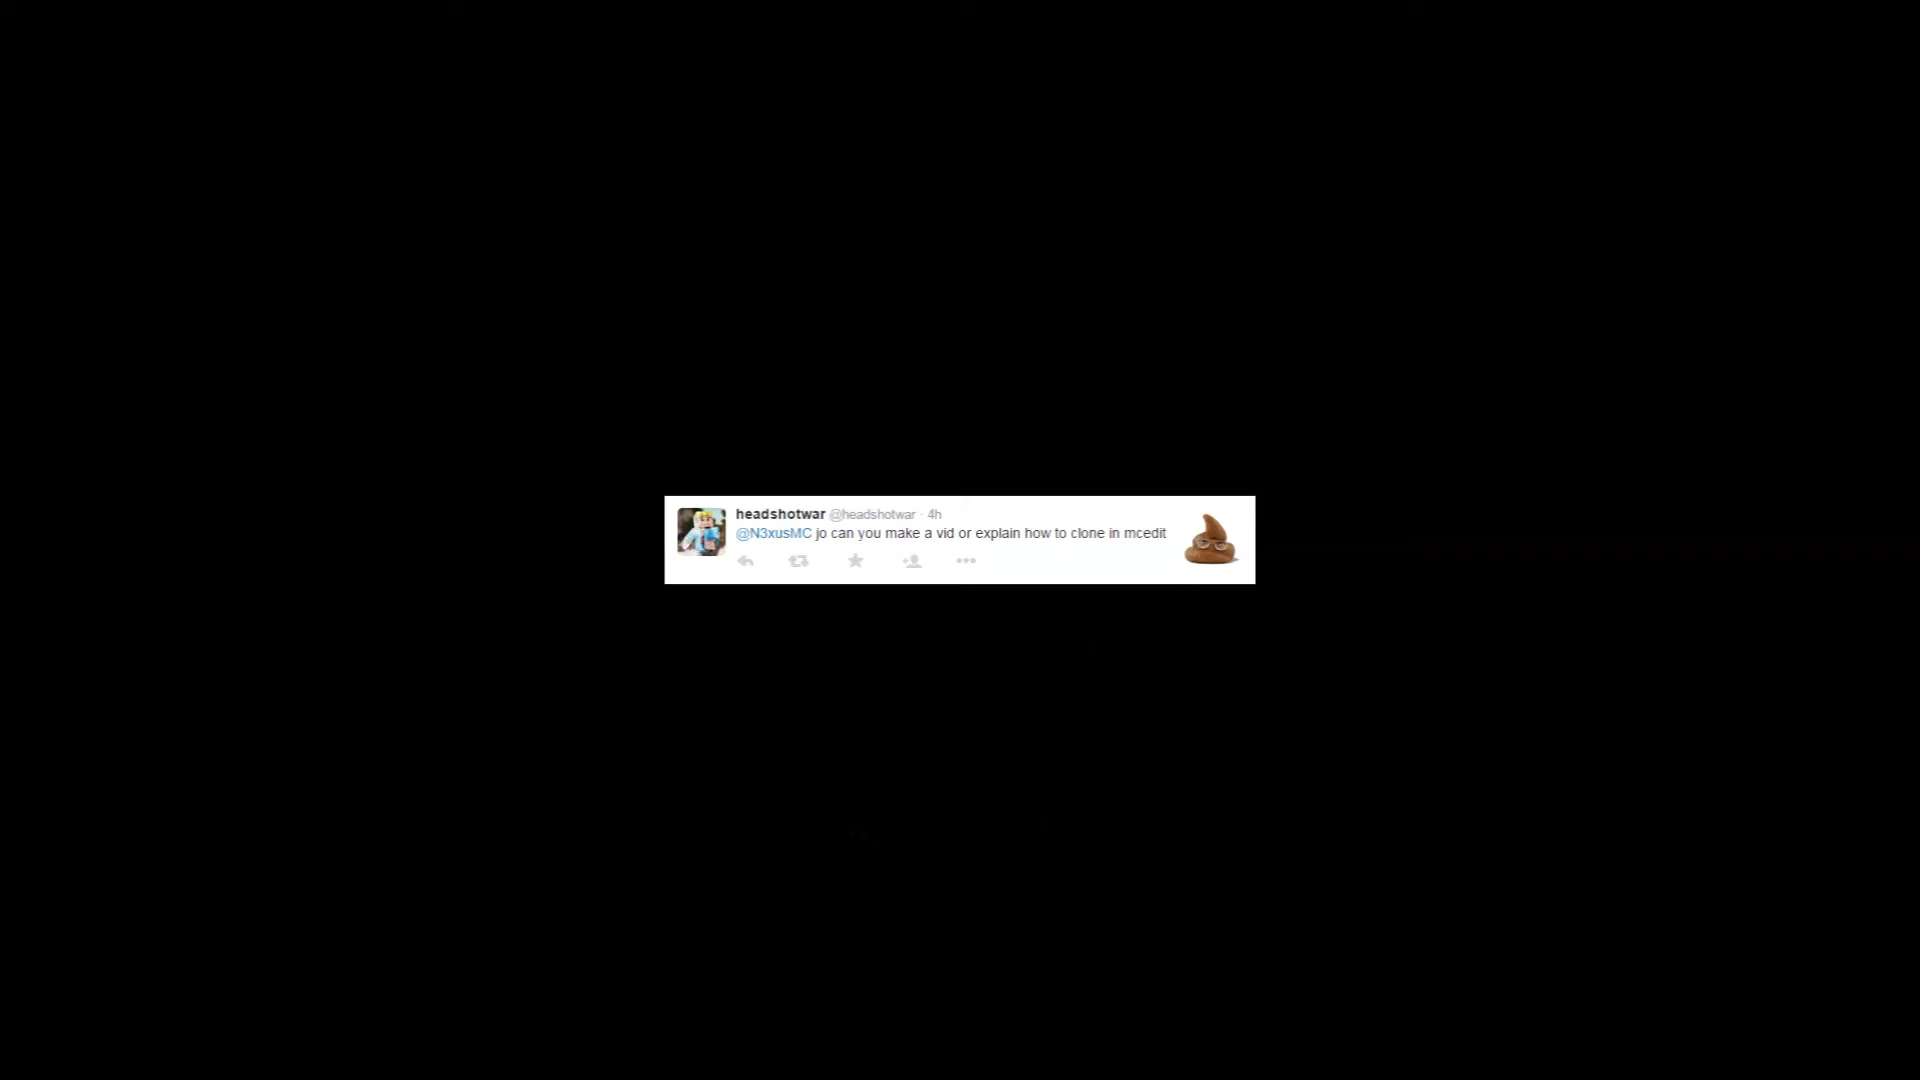 headshotwar @headshotwar · 4h
@N3xusMC jo can you make a vid or explain how to clone in mcedit